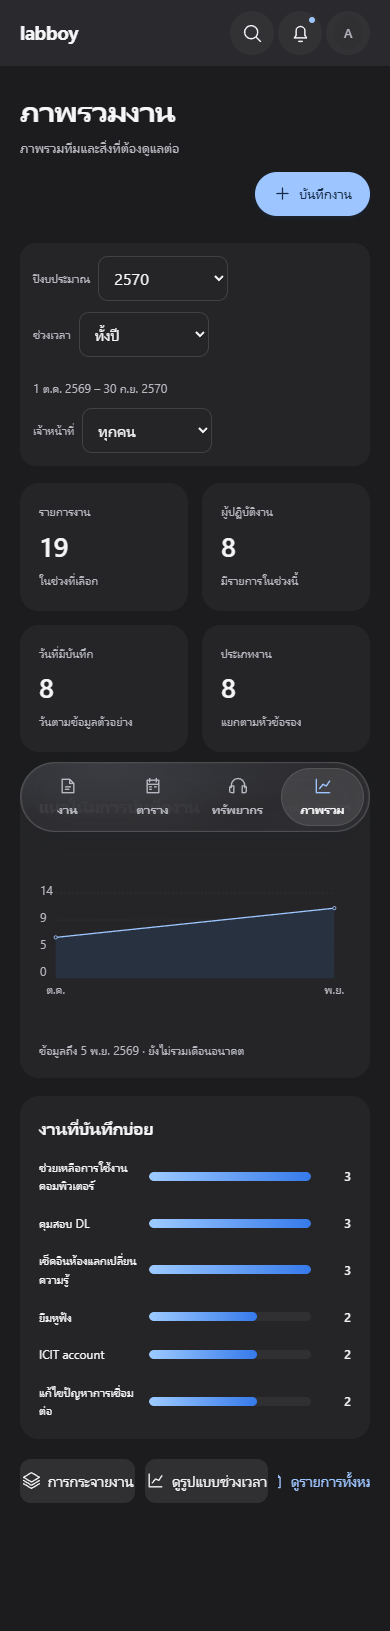 labboy
A
ภาพรวมงาน
ภาพรวมทีมและสิ่งที่ต้องดูแลต่อ
บันทึกงาน
ปีงบประมาณ 2570
ช่วงเวลา ทั้งปี
1 ต.ค. 2569 – 30 ก.ย. 2570
เจ้าหน้าที่ ทุกคน
รายการงาน
19
ในช่วงที่เลือก
ผู้ปฏิบัติงาน
8
มีรายการในช่วงนี้
วันที่มีบันทึก
8
วันตามข้อมูลตัวอย่าง
ประเภทงาน
8
แยกตามหัวข้อรอง
งาน ตาราง ทรัพยากร ภาพรวม
14
9
5
0
ต.ค. พ.ย.
ข้อมูลถึง 5 พ.ย. 2569 · ยังไม่รวมเดือนอนาคต
งานที่บันทึกบ่อย
ช่วยเหลือการใช้งาน
คอมพิวเตอร์ 3
คุมสอบ DL 3
เช็คอินห้องแลกเปลี่ยน
ความรู้ 3
ยืมหูฟัง 2
ICIT account 2
แก้ไขปัญหาการเชื่อม
ต่อ 2
การกระจายงาน ดูรูปแบบช่วงเวลา ดูรายการทั้งหม